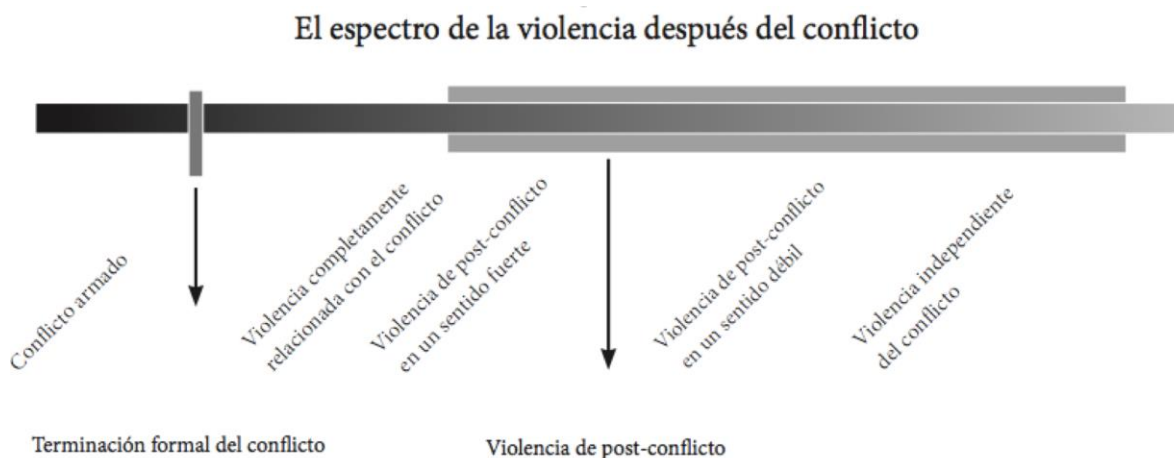 El espectro de la violencia después del conflicto
Conflicto armado
Violencia completamente
relacionada con el conflicto
Violencia de post-conflicto
en un sentido fuerte
Violencia de post-conflicto
en un sentido débil
Violencia independiente
del conflicto
Terminación formal del conflicto
Violencia de post-conflicto